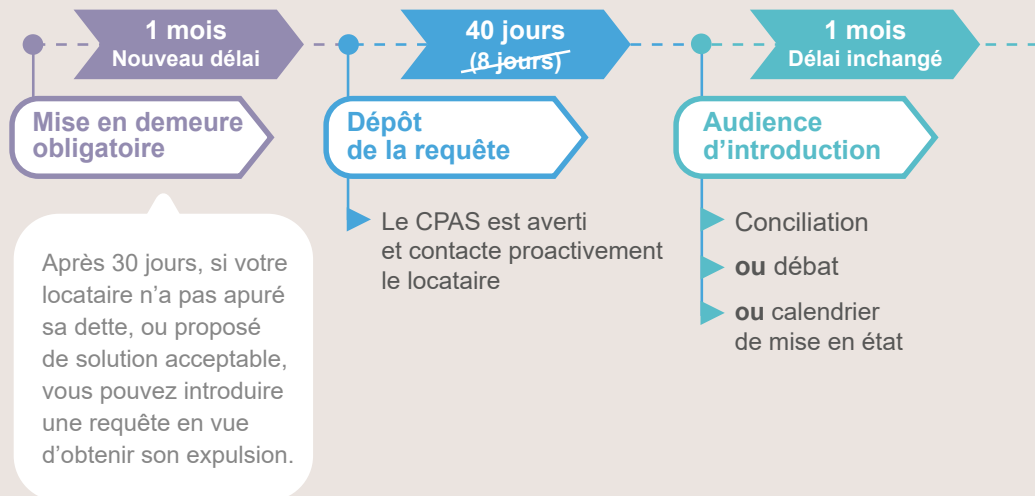 1 mois
Nouveau délai
40 jours
(8 jours)
1 mois
Délai inchangé
Mise en demeure
obligatoire
Dépôt
de la requête
Audience
d’introduction
Après 30 jours, si votre
locataire n’a pas apuré
sa dette, ou proposé
de solution acceptable,
vous pouvez introduire
une requête en vue
d’obtenir son expulsion.
Le CPAS est averti
et contacte proactivement
le locataire
Conciliation
ou débat
ou calendrier
de mise en état